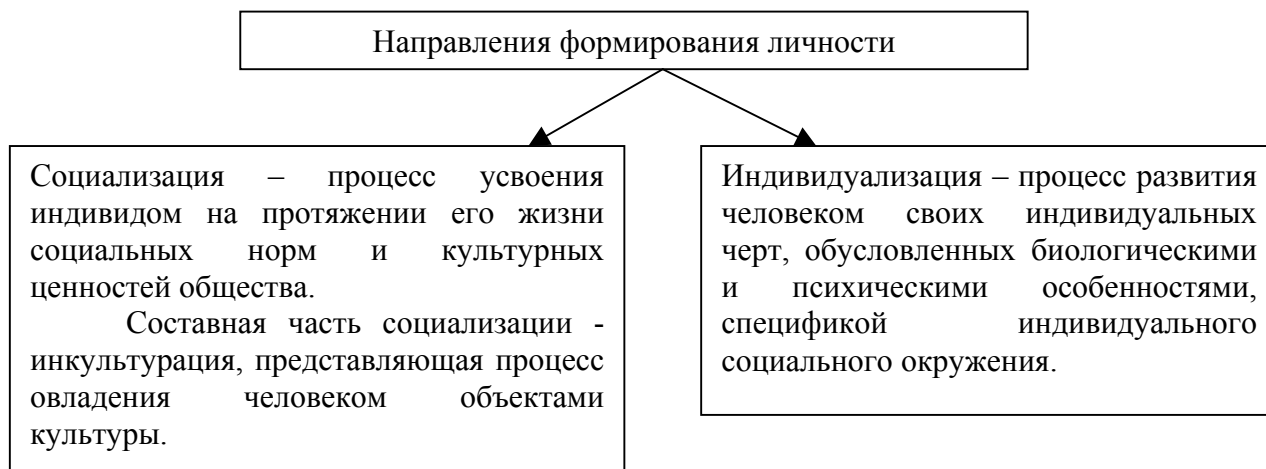 Направления формирования личности
Социализация – процесс усвоения
индивидом на протяжении его жизни
социальных норм и культурных
ценностей общества.
Составная часть социализации -
инкультурация, представляющая процесс
овладения человеком объектами
культуры.
Индивидуализация – процесс развития
человеком своих индивидуальных
черт, обусловленных биологическими
и психическими особенностями,
спецификой индивидуального
социального окружения.